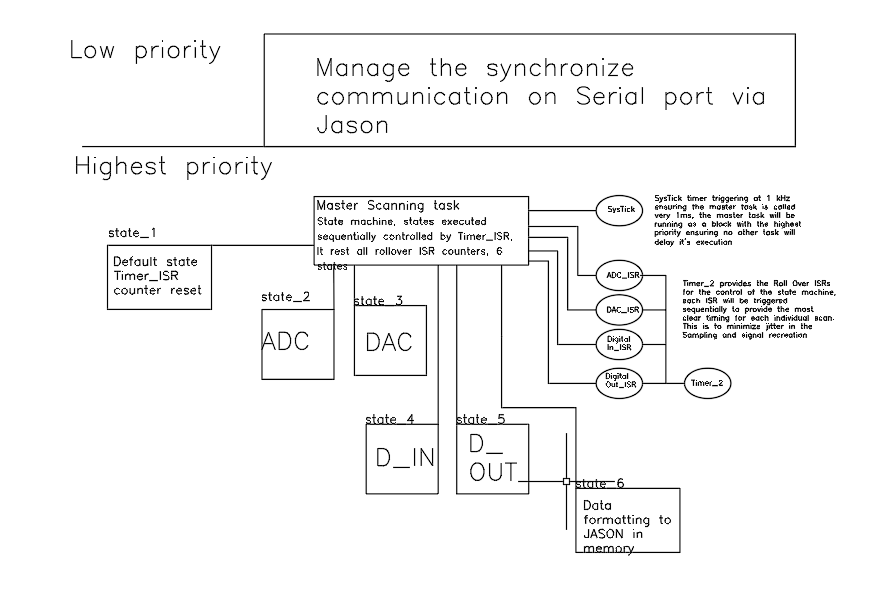 Low priority
Manage the synchronize
communication on Serial port via
Jason
Highest priority
Master Scanning task
State machine, states executed
sequentially controlled by Timer_ISR,
It rest all rollover ISR counters, 6
states
SysTick
SysTick timer triggering at 1 kHz
ensuring the master task is called
very 1ms, the master task will be
running as a block with the highest
priority ensuring no other task will
delay it's execution
state_1
Default state
Timer_ISR
counter reset
state_2
ADC
state_3
DAC
ADC_ISR
DAC_ISR
Digital
In_ISR
Digital
Out_ISR
Timer_2
Timer_2 provides the Roll Over ISRs
for the control of the state machine,
each ISR will be triggered
sequentially to provide the most
clear timing for each individual scan.
This is to minimize jitter in the
Sampling and signal recreation
state_4
D_IN
state_5
D_
OUT
state_6
Data
formatting to
JASON in
memory